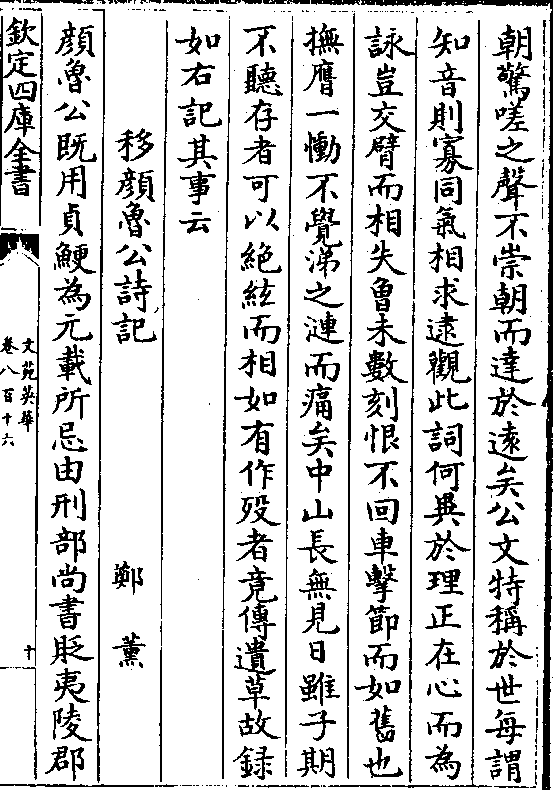 朝驚嗟之聲不崇朝而達於遠矣公文特稱於世每謂
知音則寡同氣相求逮觀此詞何異於理正在心而為
詠豈交臂而相失魯未數刻恨不回車擊節而如舊也
撫膺一慟不覺涕之漣而痛矣中山長無見日雖子期
不聽存者可以絶絃而相如有作歿者竟傳遺草故録
如右記其事云
移顔魯公詩記 鄭薰
顔魯公既用貞鯁為元載所忌由刑部尚書貶夷陵郡
欽定四庫全書
文苑英華
卷八百十六
十